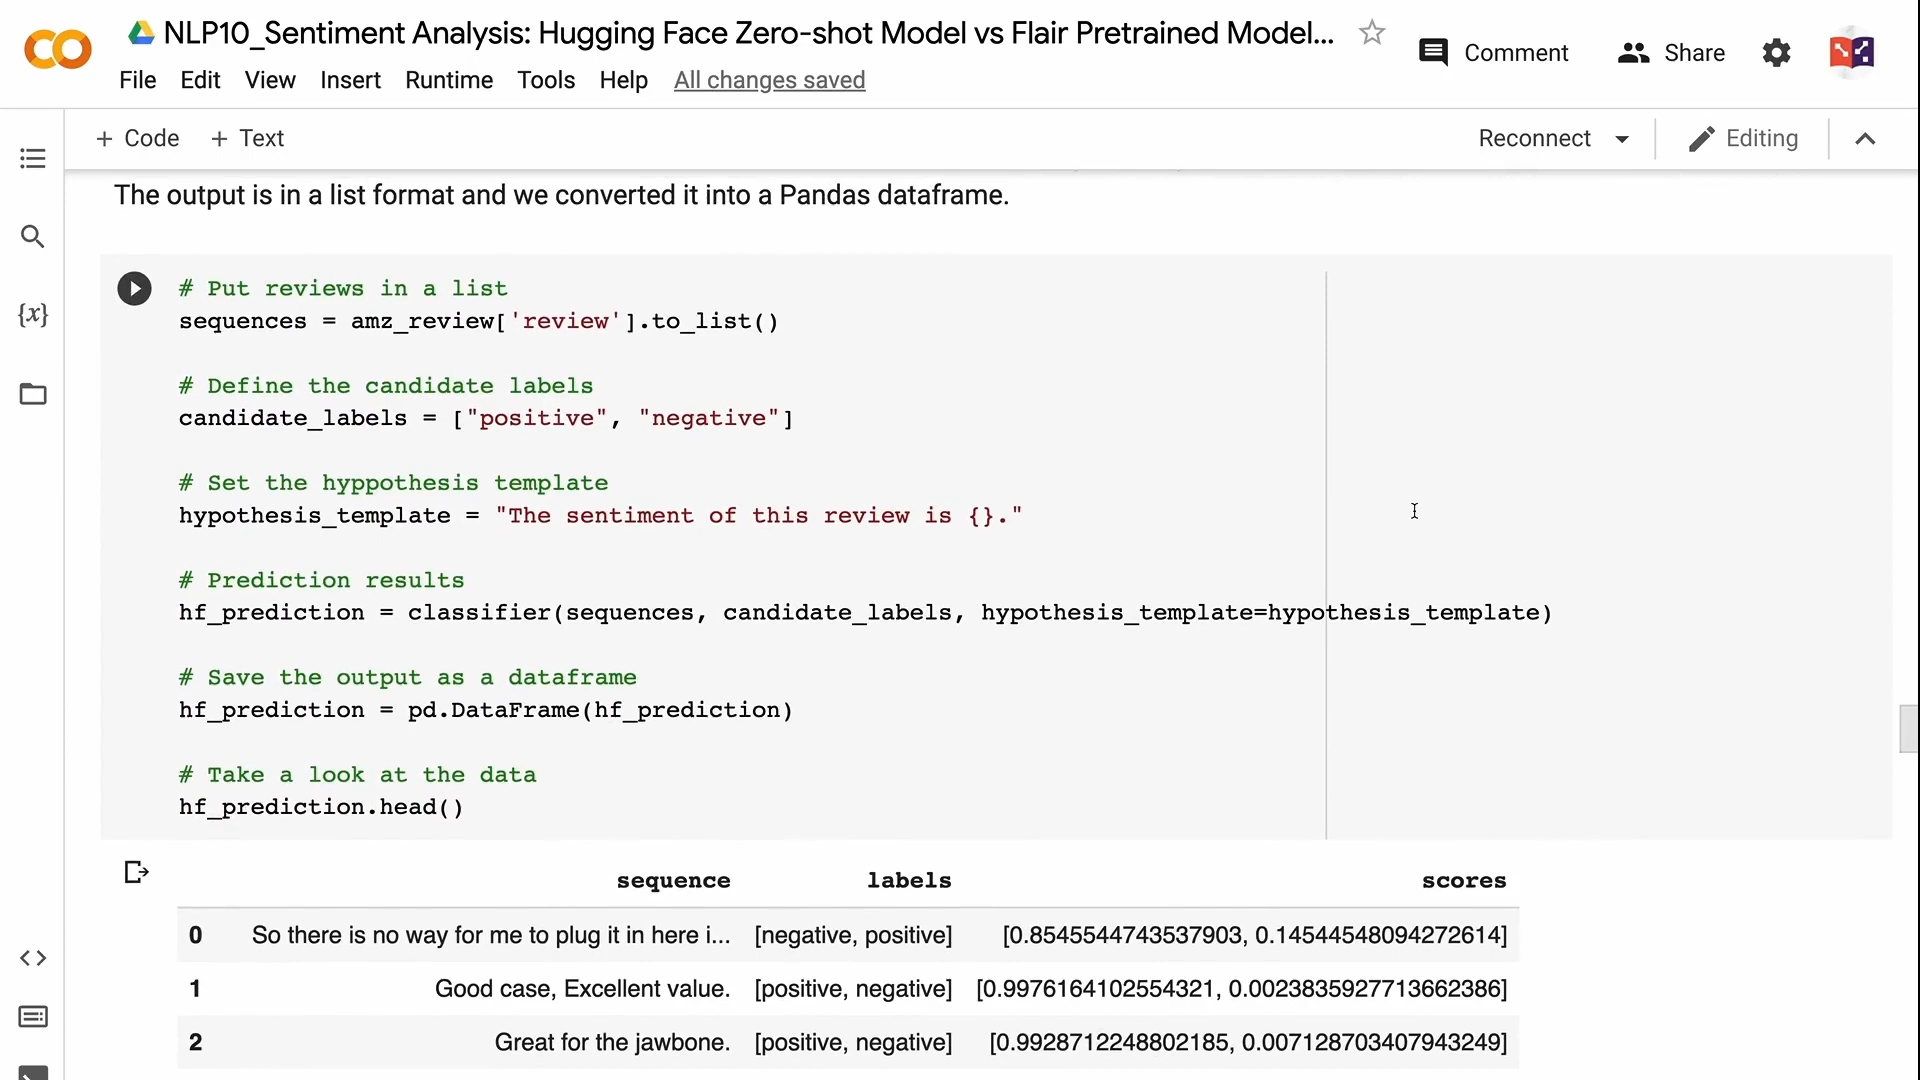 NLP10_Sentiment Analysis: Hugging Face Zero-shot Model vs Flair Pretrained Model...
Comment
Share
File Edit View Insert Runtime Tools Help All changes saved
+ Code + Text
Reconnect
Editing
The output is in a list format and we converted it into a Pandas dataframe.
# Put reviews in a list
sequences = amz_review['review'].to_list()
# Define the candidate labels
candidate_labels = ["positive", "negative"]
# Set the hyppothesis template
hypothesis_template = "The sentiment of this review is {}."
# Prediction results
hf_prediction = classifier(sequences, candidate_labels, hypothesis_template=hypothesis_template)
# Save the output as a dataframe
hf_prediction = pd.DataFrame(hf_prediction)
# Take a look at the data
hf_prediction.head()
sequence labels scores
0 So there is no way for me to plug it in here i... [negative, positive] [0.8545544743537903, 0.14544548094272614]
1 Good case, Excellent value. [positive, negative] [0.9976164102554321, 0.0023835927713662386]
2 Great for the jawbone. [positive, negative] [0.9928712248802185, 0.007128703407943249]